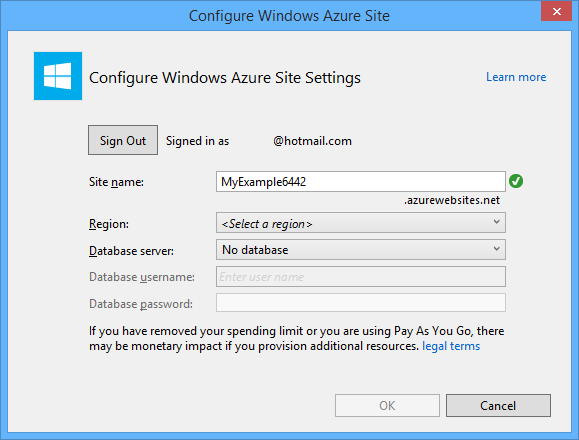 Configure Windows Azure Site
Configure Windows Azure Site Settings
Learn more
Sign Out
Signed in as @hotmail.com
Site name:
MyExample6442
.azurewebsites.net
Region:
<Select a region>
Database server:
No database
Database username:
Enter user name
Database password:
If you have removed your spending limit or you are using Pay As You Go, there
may be monetary impact if you provision additional resources. legal terms
OK
Cancel